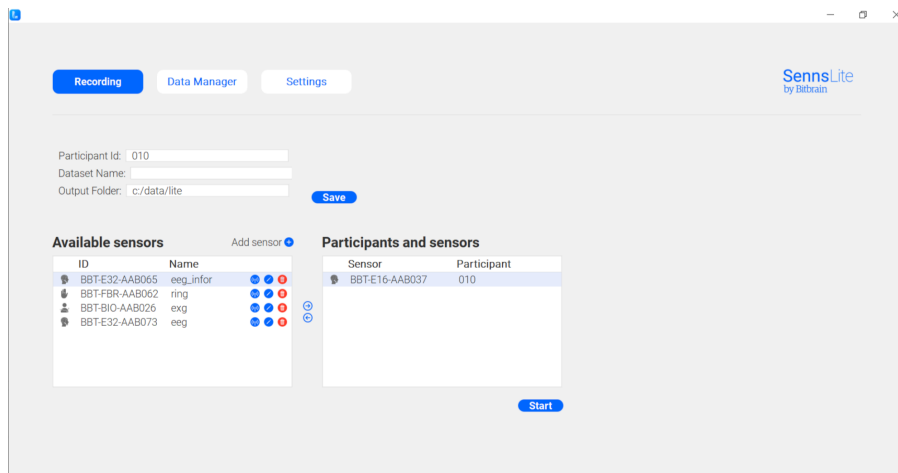 Recording Data Manager Settings
SennsLite
by Bitbrain
Participant Id: 010
Dataset Name:
Output Folder: c:/data/lite
Save
Available sensors Add sensor
ID Name
BBT-E32-AAB065 eeg_infor
BBT-FBR-AAB062 ring
BBT-BIO-AAB026 exg
BBT-E32-AAB073 eeg
Participants and sensors
Sensor Participant
BBT-E16-AAB037 010
Start